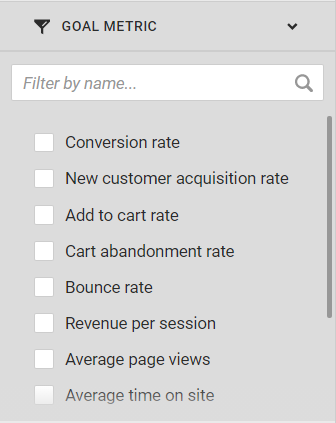 GOAL METRIC
Filter by name...
Conversion rate
New customer acquisition rate
Add to cart rate
Cart abandonment rate
Bounce rate
Revenue per session
Average page views
Average time on site